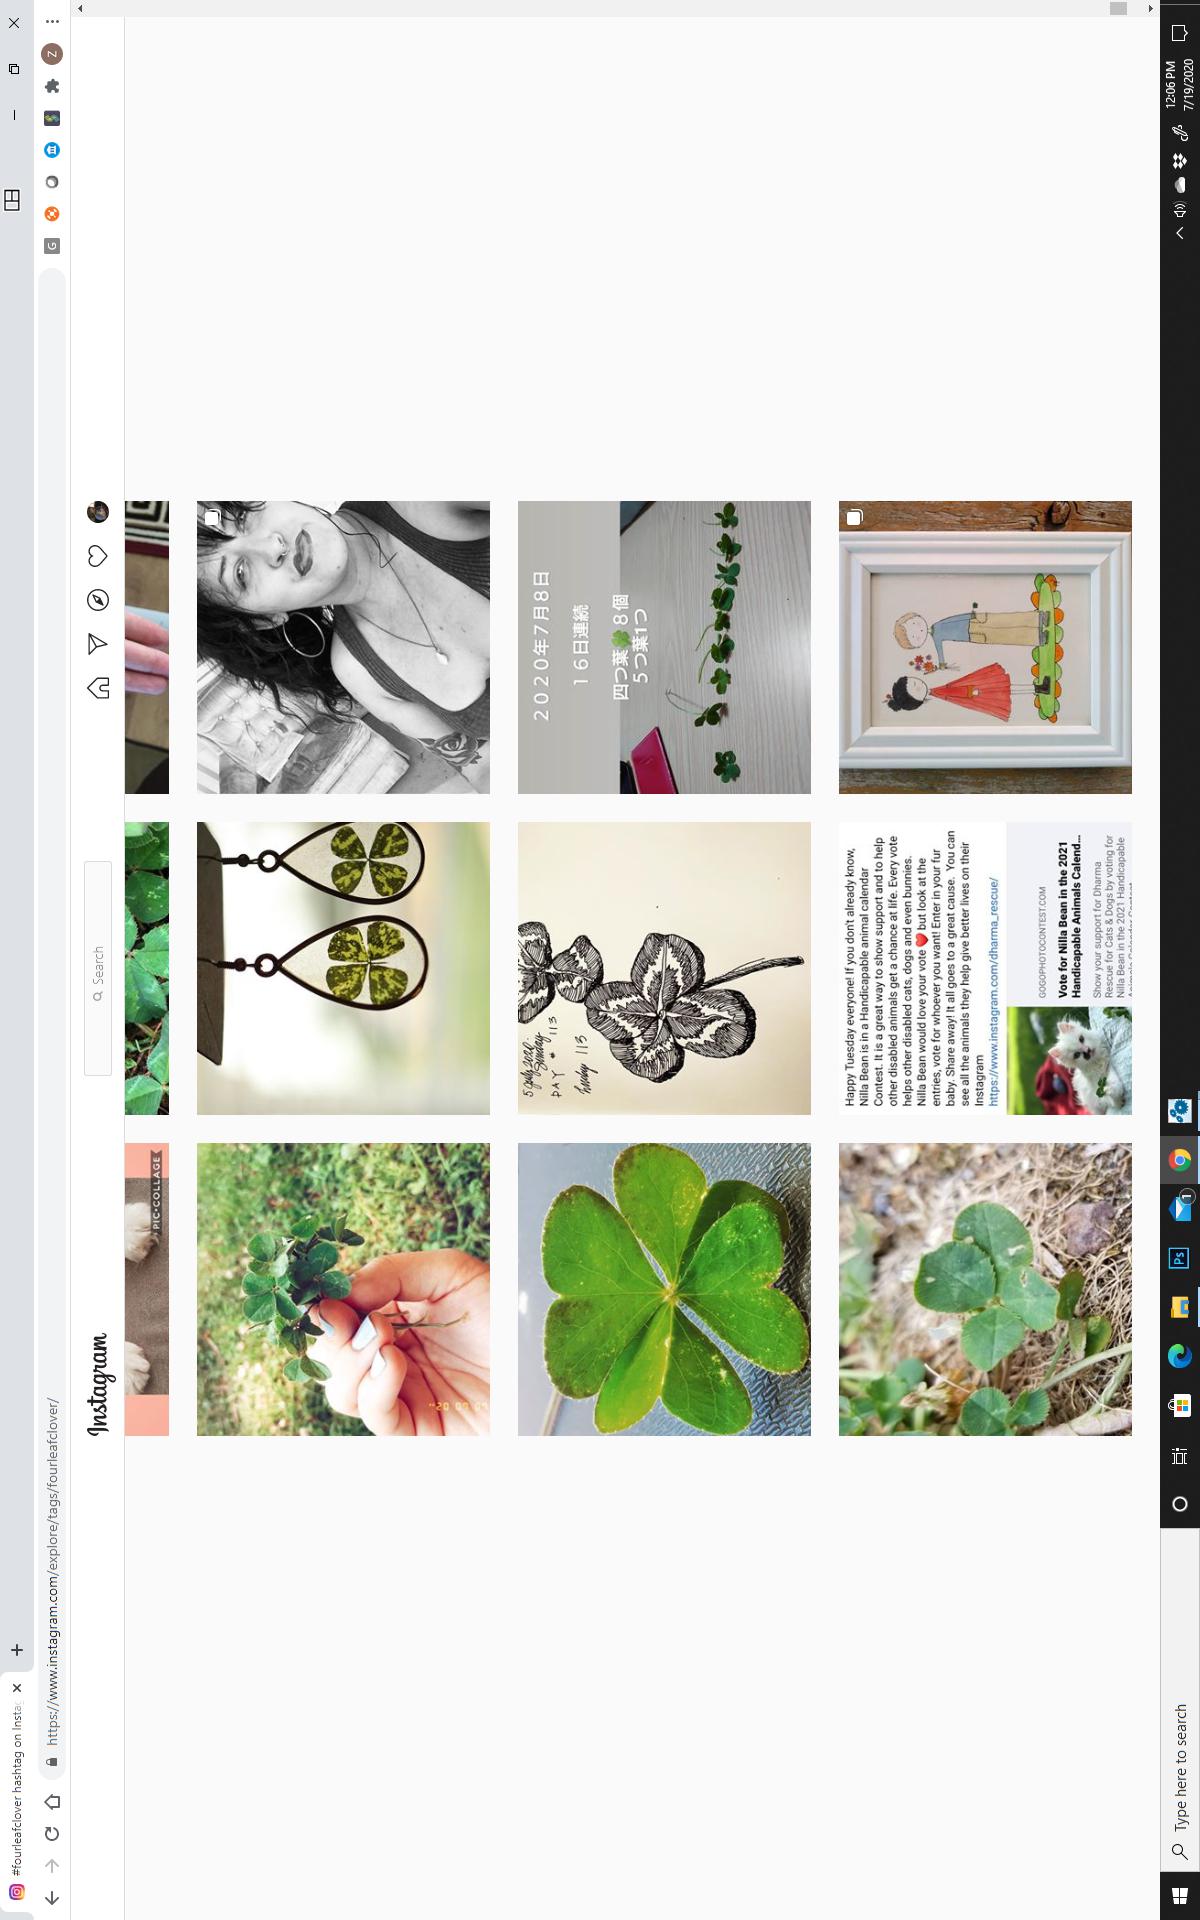 #fourleafclover hashtag on Insta
https://www.instagram.com/explore/tags/fourleafclover/
G
Z
Instagram
Search
PIC-COLLAGE
5 July 2020.
Sunday
DAY # 113
Sunday 113
2020年7月8日
16日連続
四つ葉🍀8個
5つ葉1つ
Happy Tuesday everyone! If you don't already know,
Nilla Bean is in a Handicapable animal calendar
Contest. It is a great way to show support and to help
other disabled animals get a chance at life. Every vote
helps other disabled cats, dogs and even bunnies.
Nilla Bean would love your vote ❤️ but look at the
entries, vote for whoever you want! Enter in your fur
baby. Share away! It all goes to a great cause. You can
see all the animals they help give better lives on their
Instagram
https://www.instagram.com/dharma_rescue/
GOGOPHOTOCONTEST.COM
Vote for Nilla Bean in the 2021
Handicapable Animals Calend...
Show your support for Dharma
Rescue for Cats & Dogs by voting for
Nilla Bean in the 2021 Handicapable
Type here to search
Ps
1
12:06 PM
7/19/2020